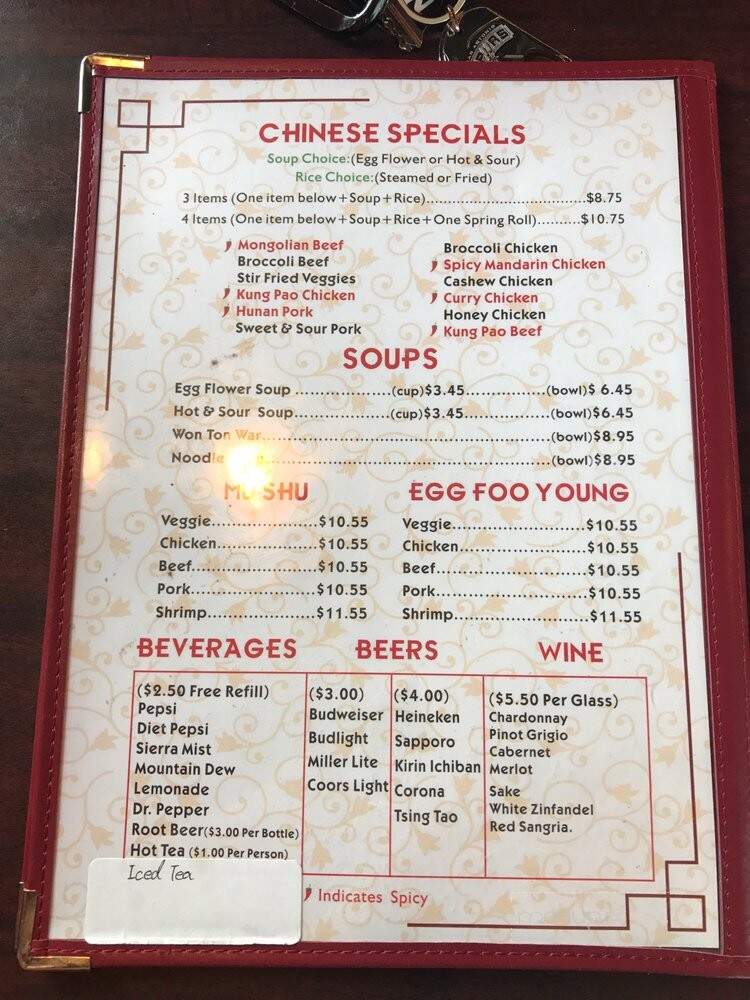 CHINESE SPECIALS
Soup Choice:(Egg Flower or Hot & Sour)
Rice Choice:(Steamed or Fried)
3 Items (One item below+Soup+Rice)..............................$8.75
4 Items (One item below+Soup+Rice+One Spring Roll)..........$10.75
Mongolian Beef
Broccoli Beef
Stir Fried Veggies
Kung Pao Chicken
Hunan Pork
Sweet & Sour Pork
Broccoli Chicken
Spicy Mandarin Chicken
Cashew Chicken
Curry Chicken
Honey Chicken
Kung Pao Beef
SOUPS
Egg Flower Soup ..................(cup)$3.45...............(bowl)$ 6.45
Hot & Sour Soup..................(cup)$3.45...............(bowl)$6.45
Won Ton War..................................................(bowl)$8.95
Noodle ..................................................(bowl)$8.95
MU SHU
Veggie....................$10.55
Chicken...................$10.55
Beef.......................$10.55
Pork.......................$10.55
Shrimp....................$11.55
EGG FOO YOUNG
Veggie.........................$10.55
Chicken........................$10.55
Beef............................$10.55
Pork............................$10.55
Shrimp.........................$11.55
BEVERAGES
($2.50 Free Refill)
Pepsi
Diet Pepsi
Sierra Mist
Mountain Dew
Lemonade
Dr. Pepper
Root Beer($3.00 Per Bottle)
Hot Tea ($1.00 Per Person)
Iced Tea
BEERS
($3.00)
Budweiser
Budlight
Miller Lite
Coors Light
($4.00)
Heineken
Sapporo
Kirin Ichiban
Corona
Tsing Tao
WINE
($5.50 Per Glass)
Chardonnay
Pinot Grigio
Cabernet
Merlot
Sake
White Zinfandel
Red Sangria.
Indicates Spicy